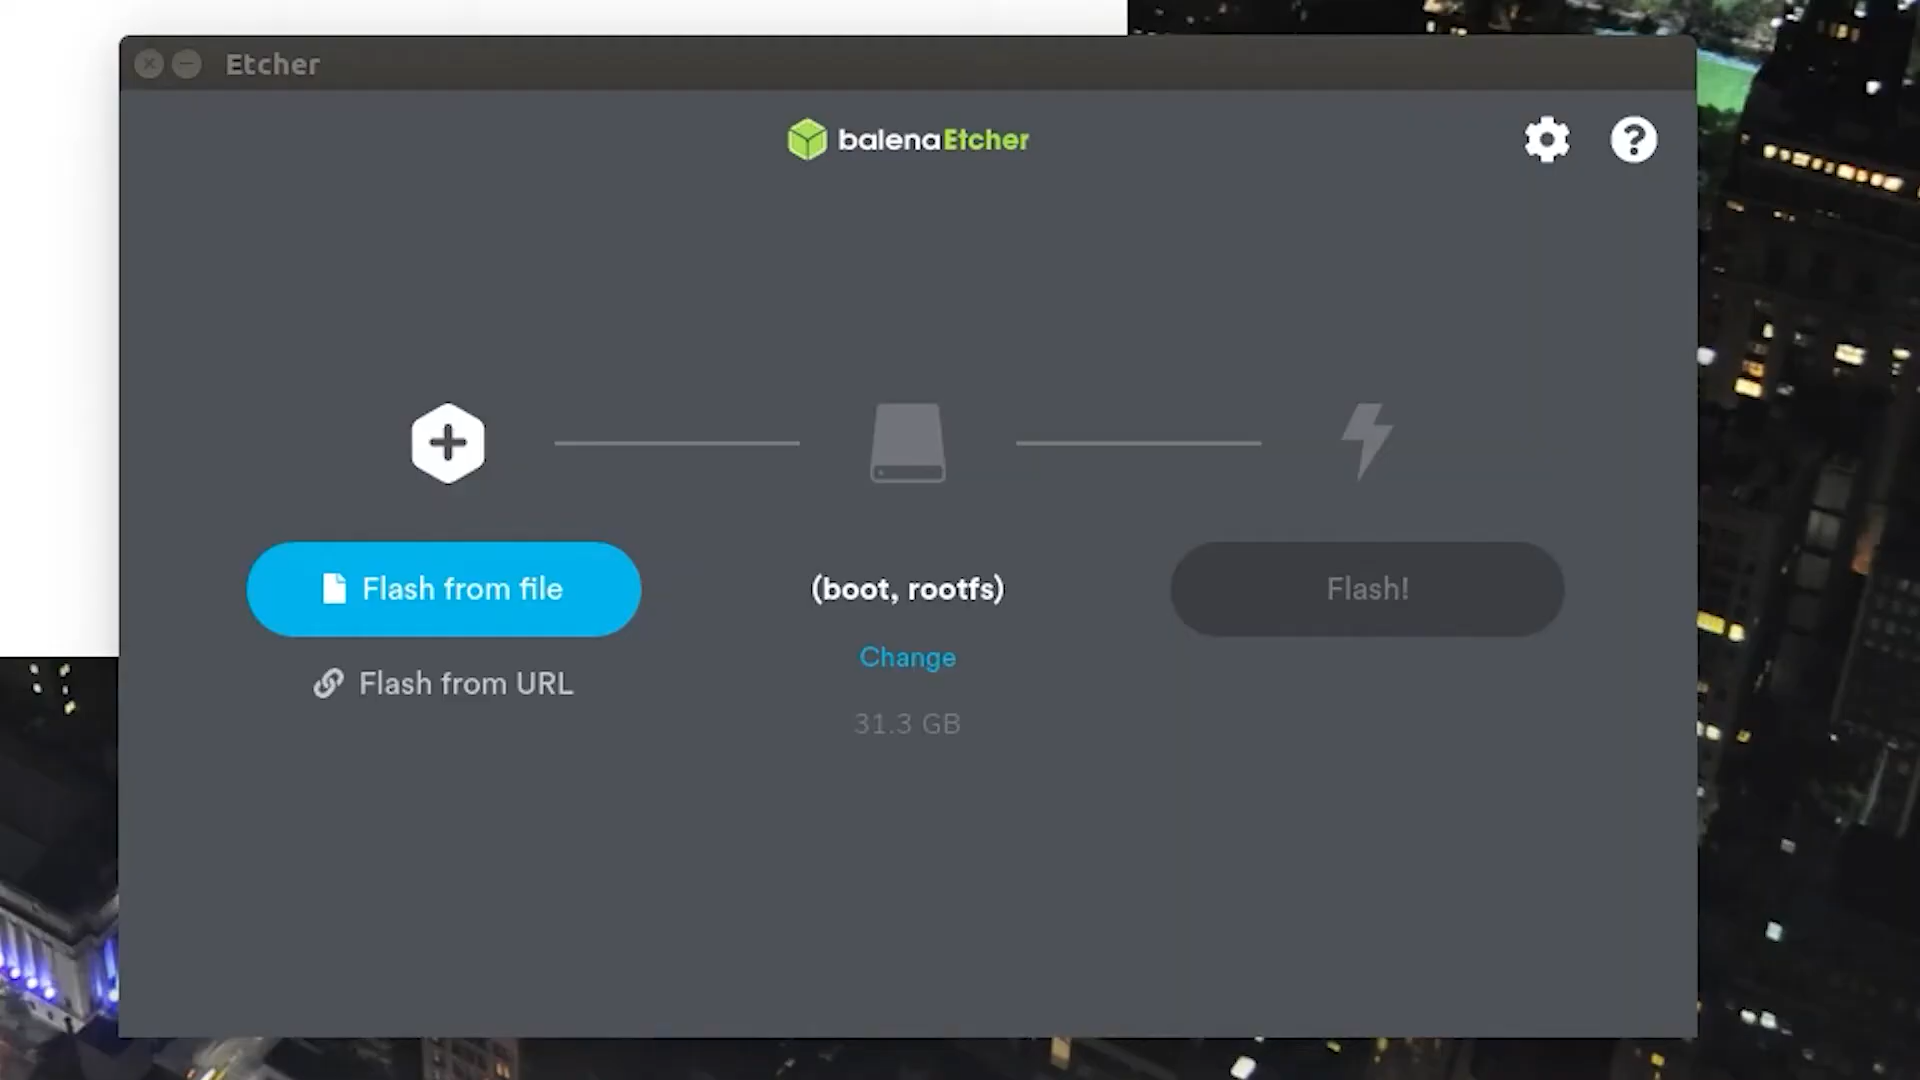 Etcher
balenaEtcher
Flash from file
Flash from URL
(boot, rootfs)
Change
31.3 GB
Flash!